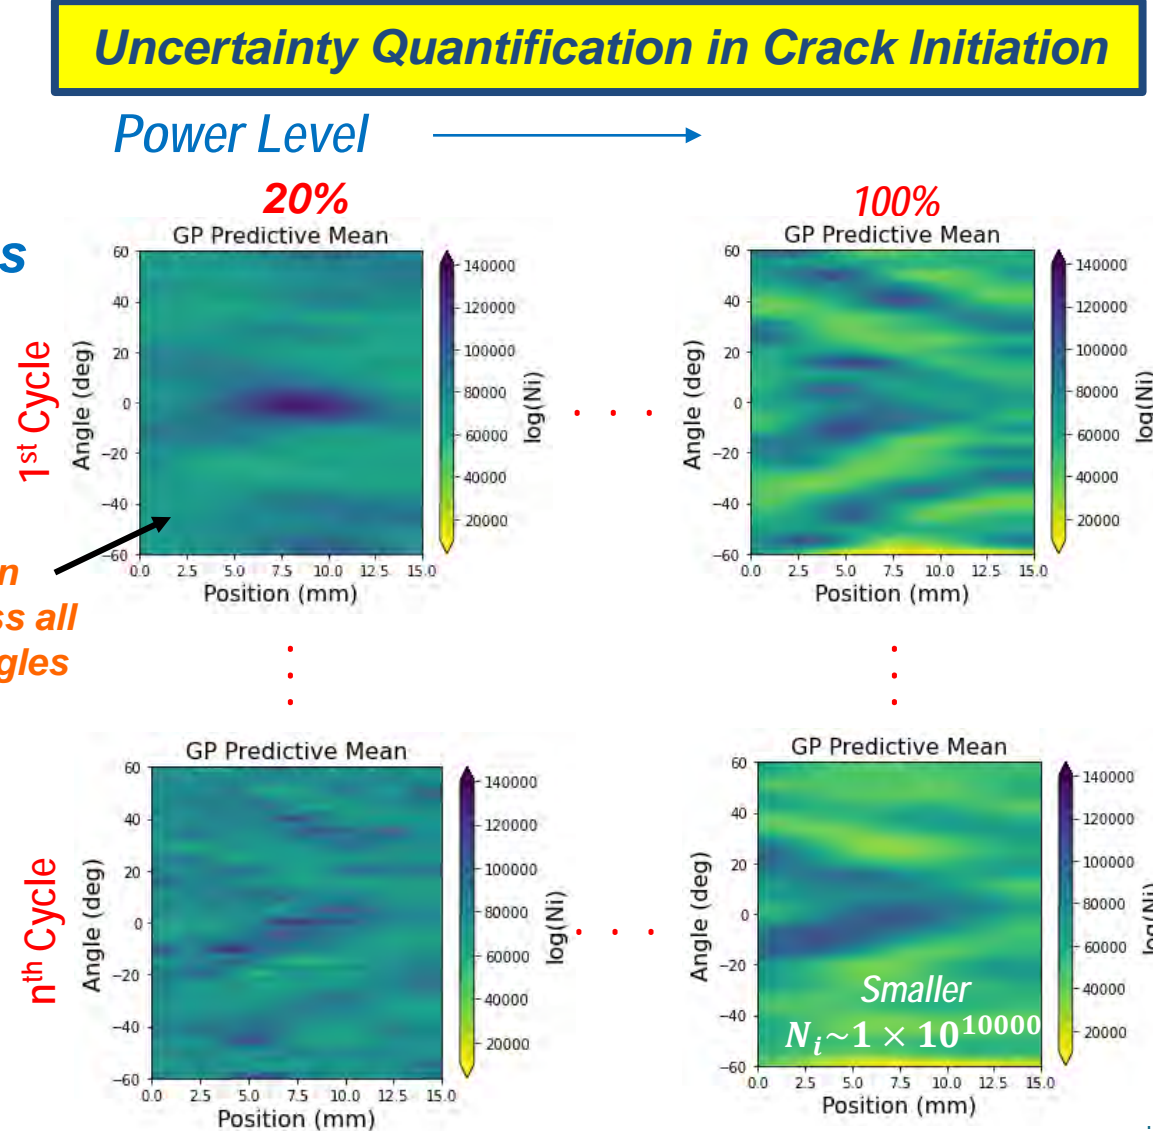 Uncertainty Quantification in Crack Initiation
Power Level
20%
100%
s
1st Cycle
GP Predictive Mean
60
40
20
0
−20
−40
−60
Angle (deg)
0.0 2.5 5.0 7.5 10.0 12.5 15.0
Position (mm)
140000
120000
100000
80000
60000
40000
20000
log(Ni)
. . .
GP Predictive Mean
60
40
20
0
−20
−40
−60
Angle (deg)
0.0 2.5 5.0 7.5 10.0 12.5 15.0
Position (mm)
140000
120000
100000
80000
60000
40000
20000
log(Ni)
n
ss all
gles
nth Cycle
GP Predictive Mean
60
40
20
0
−20
−40
−60
Angle (deg)
0.0 2.5 5.0 7.5 10.0 12.5 15.0
Position (mm)
140000
120000
100000
80000
60000
40000
20000
log(Ni)
. . .
GP Predictive Mean
60
40
20
0
−20
−40
−60
Angle (deg)
Smaller
Nᵢ~1 × 10¹⁰⁰⁰⁰
0.0 2.5 5.0 7.5 10.0 12.5 15.0
Position (mm)
140000
120000
100000
80000
60000
40000
20000
log(Ni)